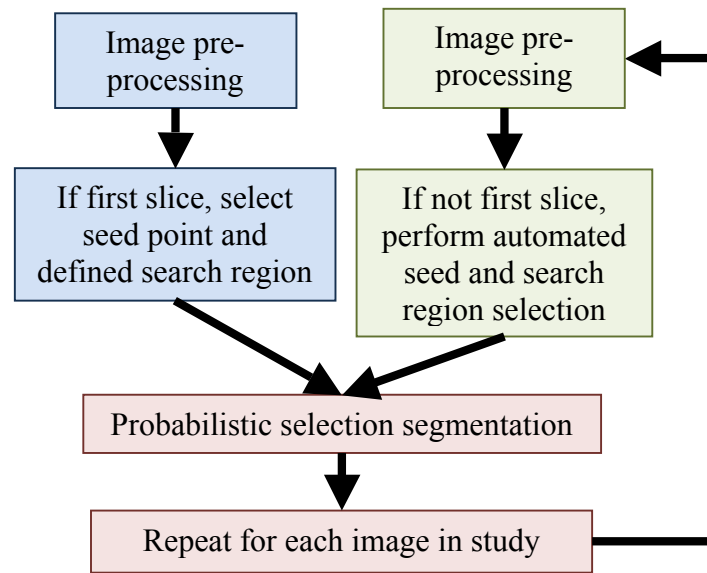 Image pre-
processing
Image pre-
processing
If first slice, select
seed point and
defined search region
If not first slice,
perform automated
seed and search
region selection
Probabilistic selection segmentation
Repeat for each image in study